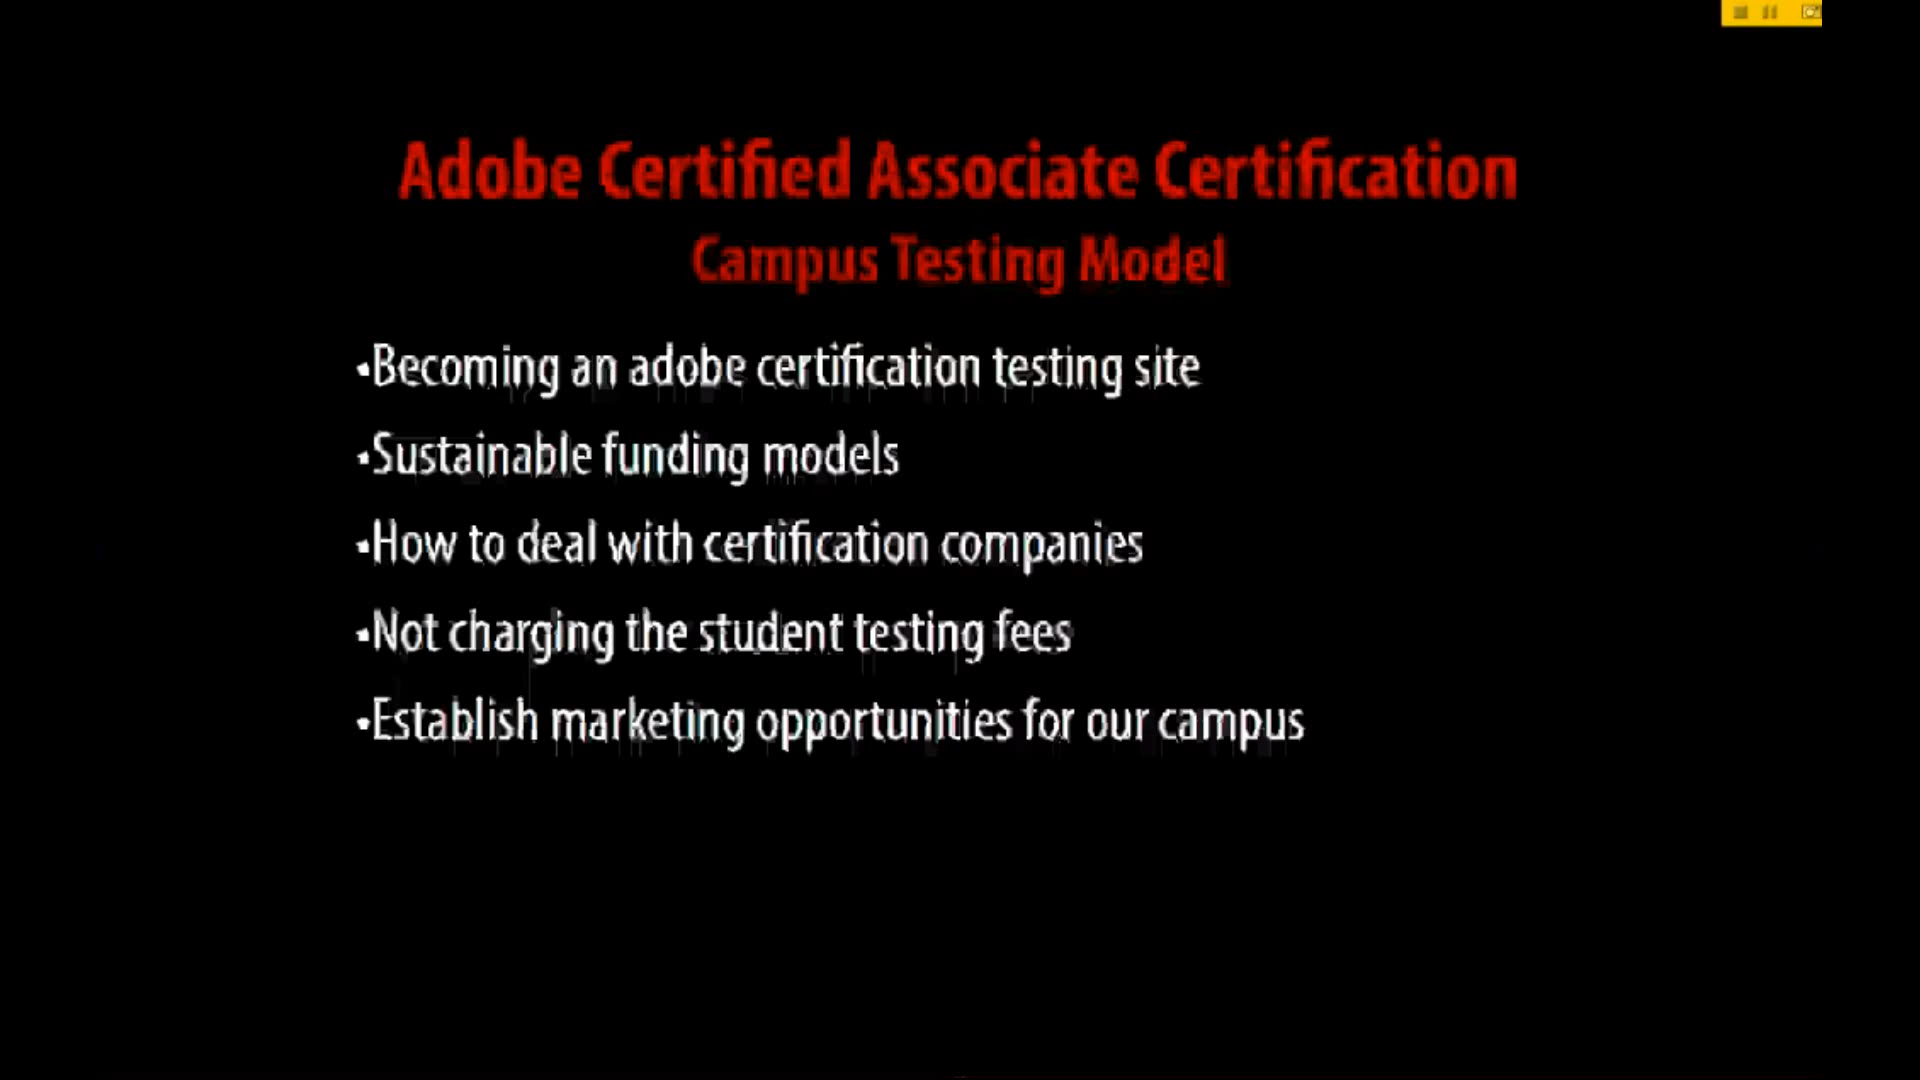 Adobe Certified Associate Certification
Campus Testing Model
•Becoming an adobe certification testing site
•Sustainable funding models
•How to deal with certification companies
•Not charging the student testing fees
•Establish marketing opportunities for our campus